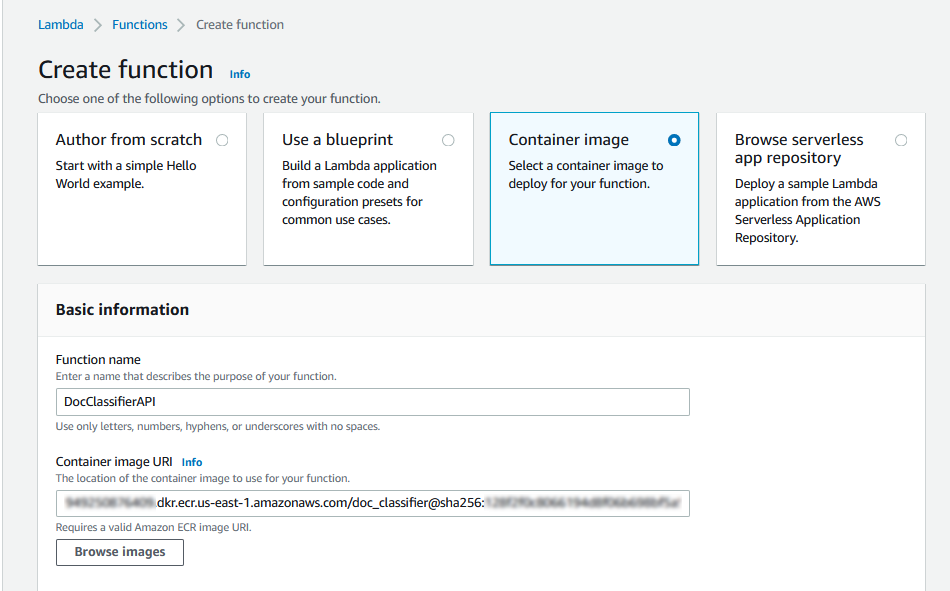 Lambda > Functions > Create function
Create function Info
Choose one of the following options to create your function.
Author from scratch
Start with a simple Hello
World example.
Use a blueprint
Build a Lambda application
from sample code and
configuration presets for
common use cases.
Container image
Select a container image to
deploy for your function.
Browse serverless
app repository
Deploy a sample Lambda
application from the AWS
Serverless Application
Repository.
Basic information
Function name
Enter a name that describes the purpose of your function.
DocClassifierAPI
Use only letters, numbers, hyphens, or underscores with no spaces.
Container image URI Info
The location of the container image to use for your function.
.dkr.ecr.us-east-1.amazonaws.com/doc_classifier@sha256:
Requires a valid Amazon ECR image URI.
Browse images